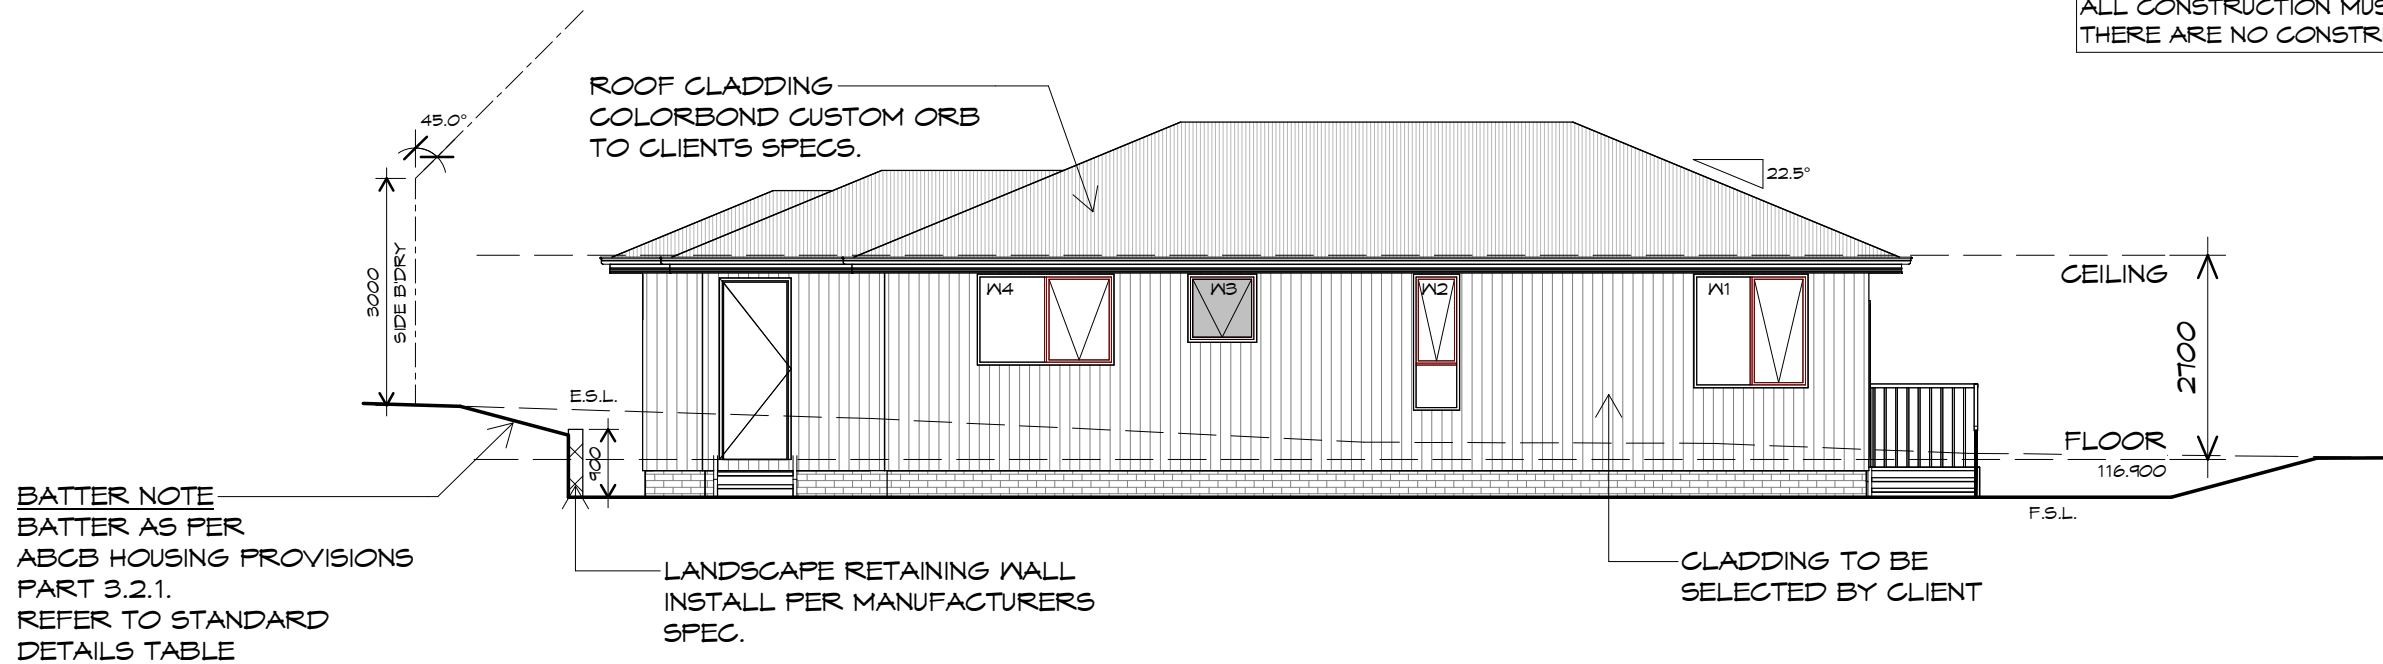 ALL CONSTRUCTION MUS
THERE ARE NO CONSTR
ROOF CLADDING
COLORBOND CUSTOM ORB
TO CLIENTS SPECS.
45.0°
22.5°
3000
SIDE B'DRY
CEILING
W4
W3
W2
W1
2700
E.S.L.
900
FLOOR
116.900
F.S.L.
BATTER NOTE
BATTER AS PER
ABCB HOUSING PROVISIONS
PART 3.2.1.
REFER TO STANDARD
DETAILS TABLE
LANDSCAPE RETAINING WALL
INSTALL PER MANUFACTURERS
SPEC.
CLADDING TO BE
SELECTED BY CLIENT